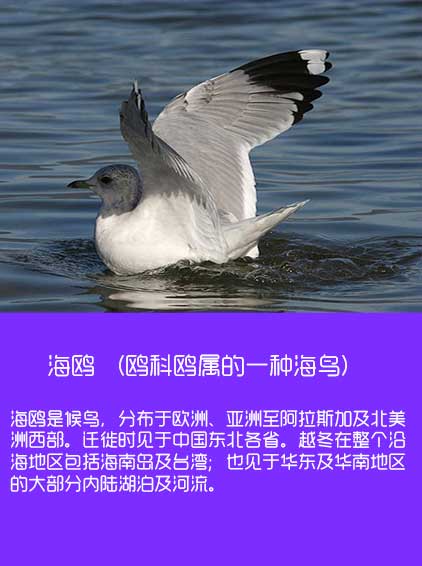 海鸥 （鸥科鸥属的一种海鸟）
海鸥是候鸟，分布于欧洲、亚洲至阿拉斯加及北美
洲西部。迁徙时见于中国东北各省。越冬在整个沿
海地区包括海南岛及台湾；也见于华东及华南地区
的大部分内陆湖泊及河流。